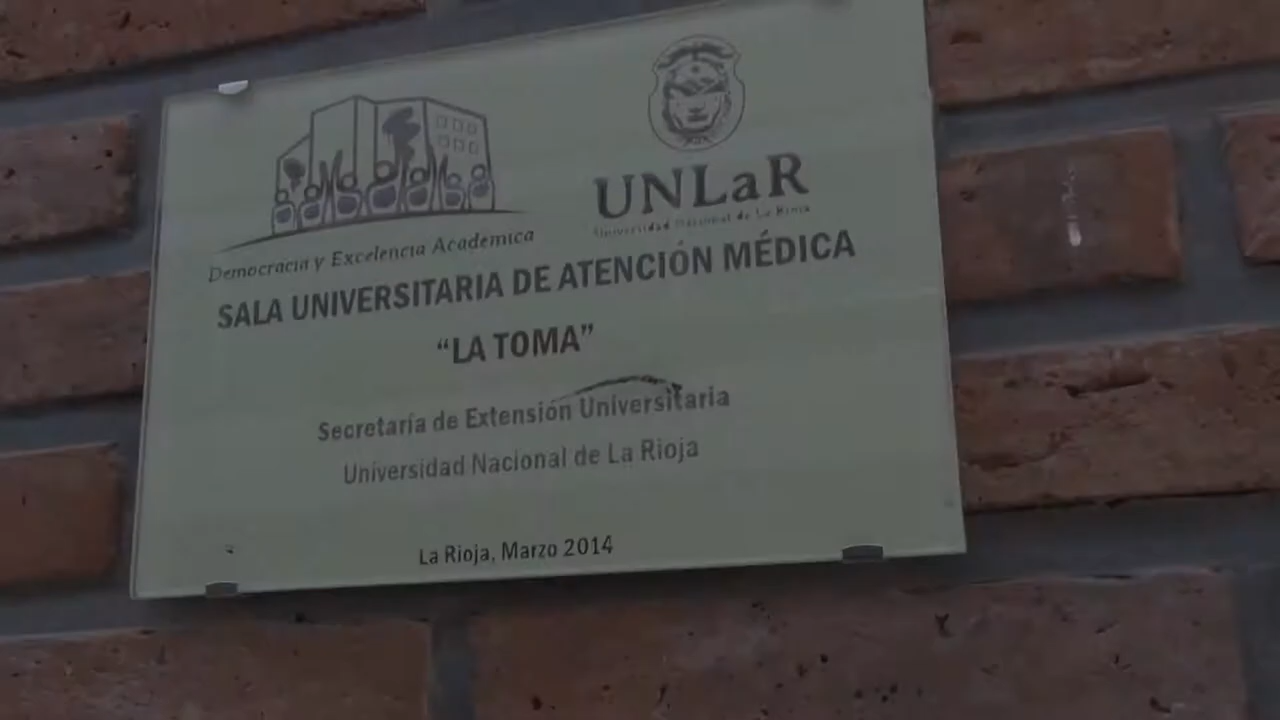 Democracia y Excelencia Academica
UNLaR
Universidad Nacional de La Rioja
SALA UNIVERSITARIA DE ATENCIÓN MÉDICA
“LA TOMA”
Secretaría de Extensión Universitaria
Universidad Nacional de La Rioja
La Rioja, Marzo 2014